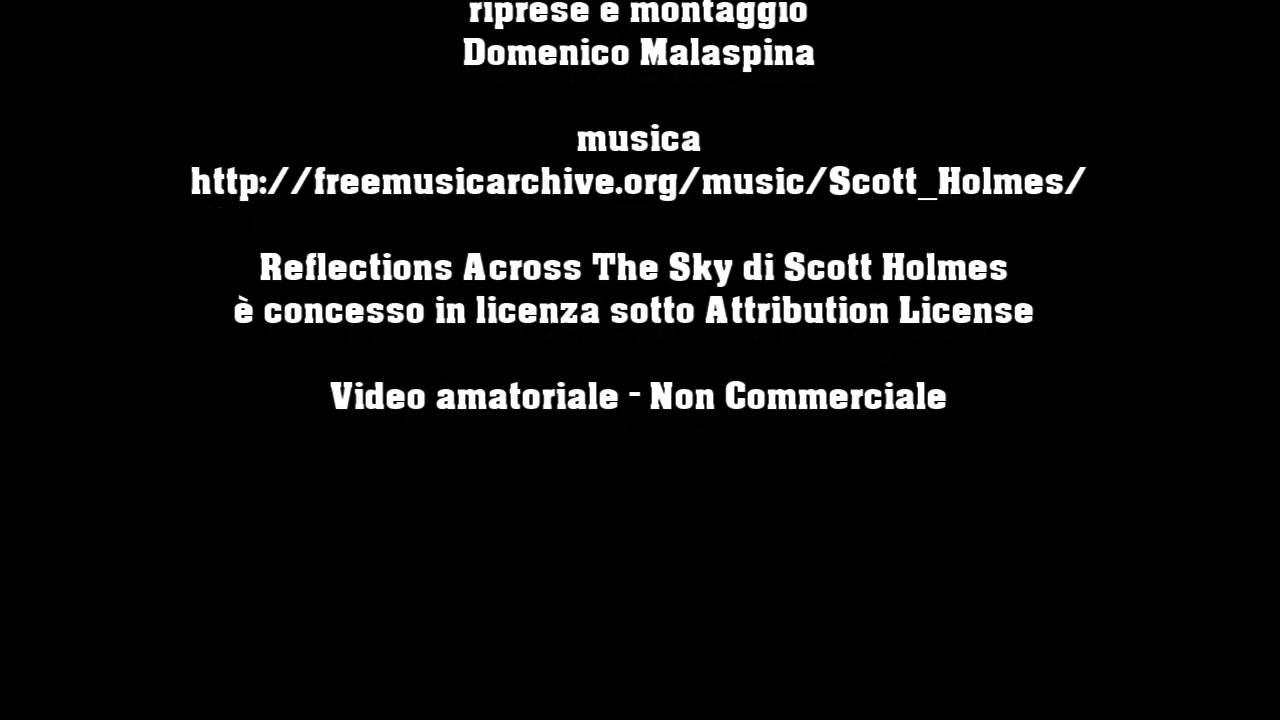 riprese e montaggio
Domenico Malaspina
musica
http://freemusicarchive.org/music/Scott_Holmes/
Reflections Across The Sky di Scott Holmes
è concesso in licenza sotto Attribution License
Video amatoriale - Non Commerciale